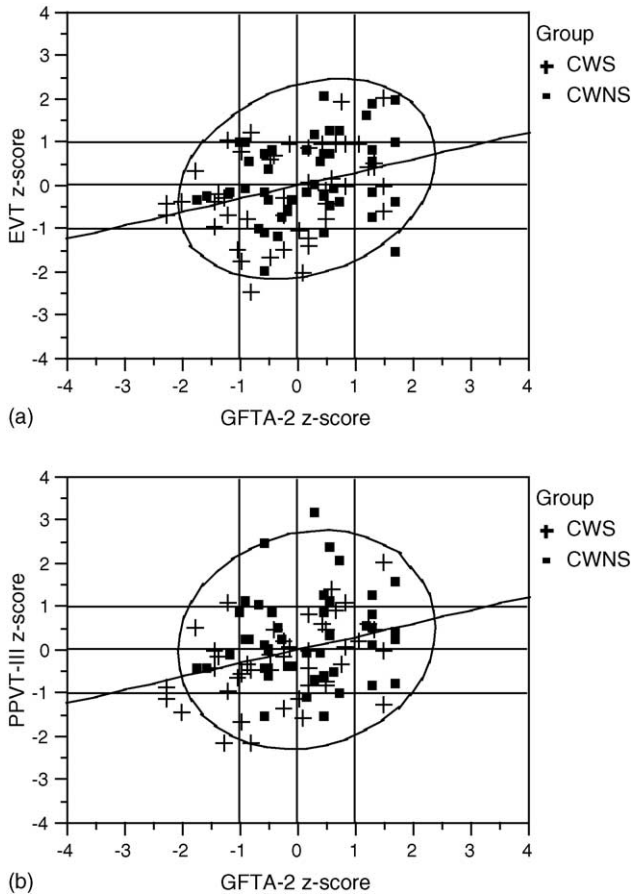 4
3
2
1
0
-1
-2
-3
-4
EVT z-score
-4 -3 -2 -1 0 1 2 3 4
GFTA-2 z-score
(a)
Group
CWS
CWNS
4
3
2
1
0
-1
-2
-3
-4
PPVT-III z-score
-4 -3 -2 -1 0 1 2 3 4
GFTA-2 z-score
(b)
Group
CWS
CWNS